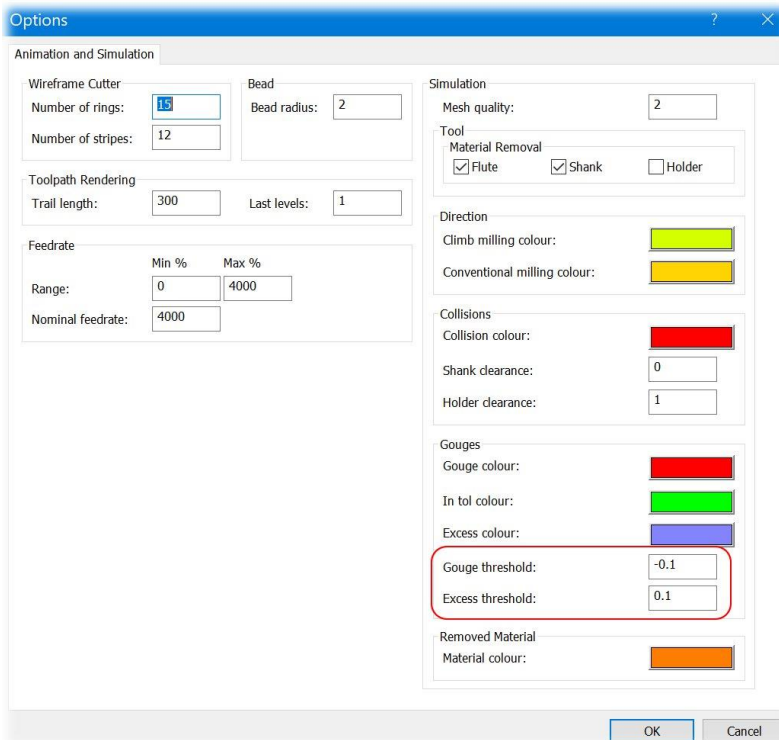 Options
?
Animation and Simulation
Wireframe Cutter
Number of rings: 15
Number of stripes: 12
Bead
Bead radius: 2
Toolpath Rendering
Trail length: 300 Last levels: 1
Feedrate
Min % Max %
Range: 0 4000
Nominal feedrate: 4000
Simulation
Mesh quality: 2
Tool
Material Removal
Flute Shank Holder
Direction
Climb milling colour:
Conventional milling colour:
Collisions
Collision colour:
Shank clearance: 0
Holder clearance: 1
Gouges
Gouge colour:
In tol colour:
Excess colour:
Gouge threshold: -0.1
Excess threshold: 0.1
Removed Material
Material colour:
OK Cancel